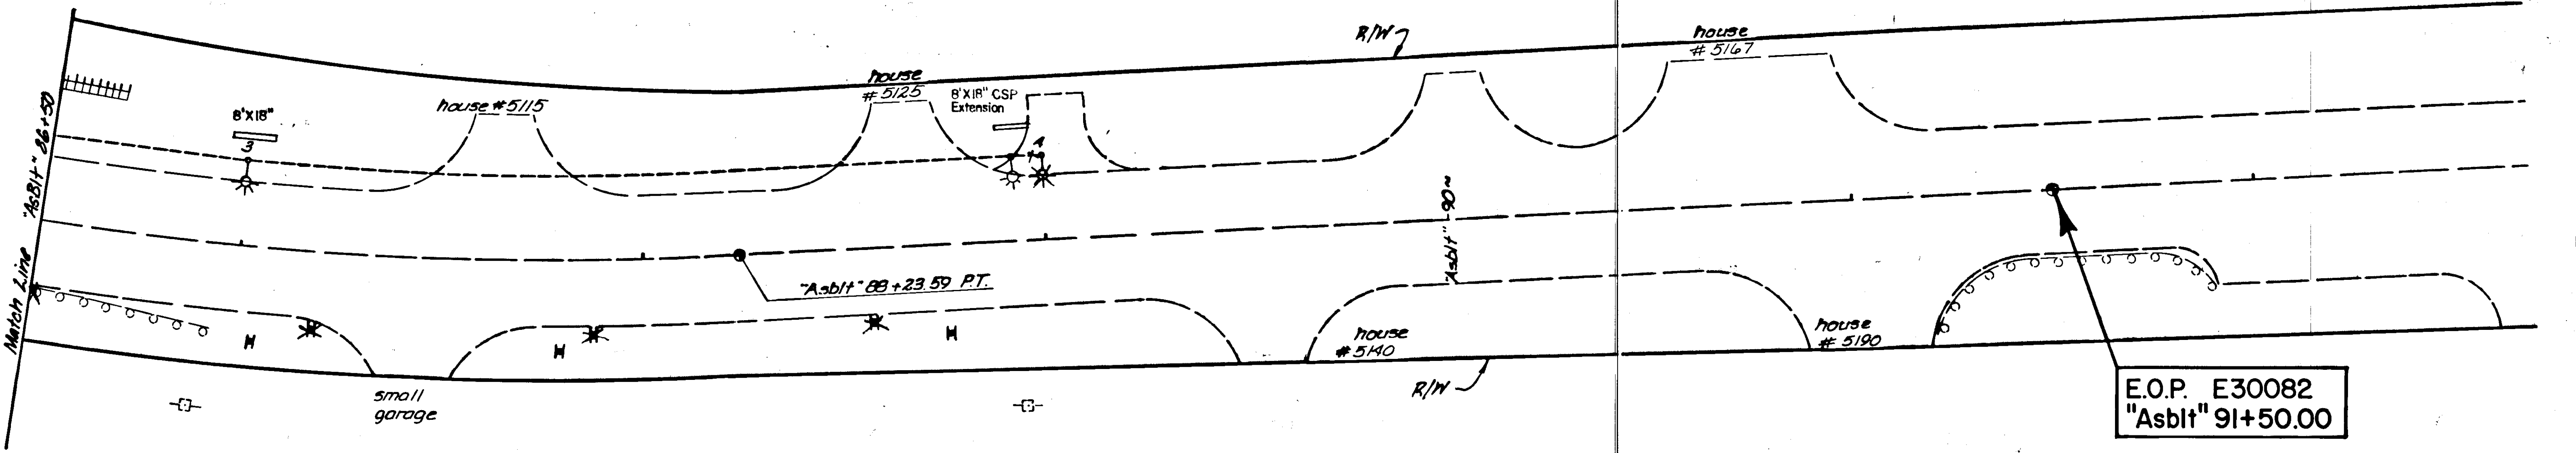 R/W
house
# 5167
house
# 5125
8'X18" CSP
Extension
house #5115
8'X18"
3
4
Match Line "AsBlt" 86+50
"Asblt" 90~
"Asblt" 88+23.59 P.T.
small
garage
house
# 5140
R/W
house
# 5190
E.O.P. E30082
"Asblt" 91+50.00